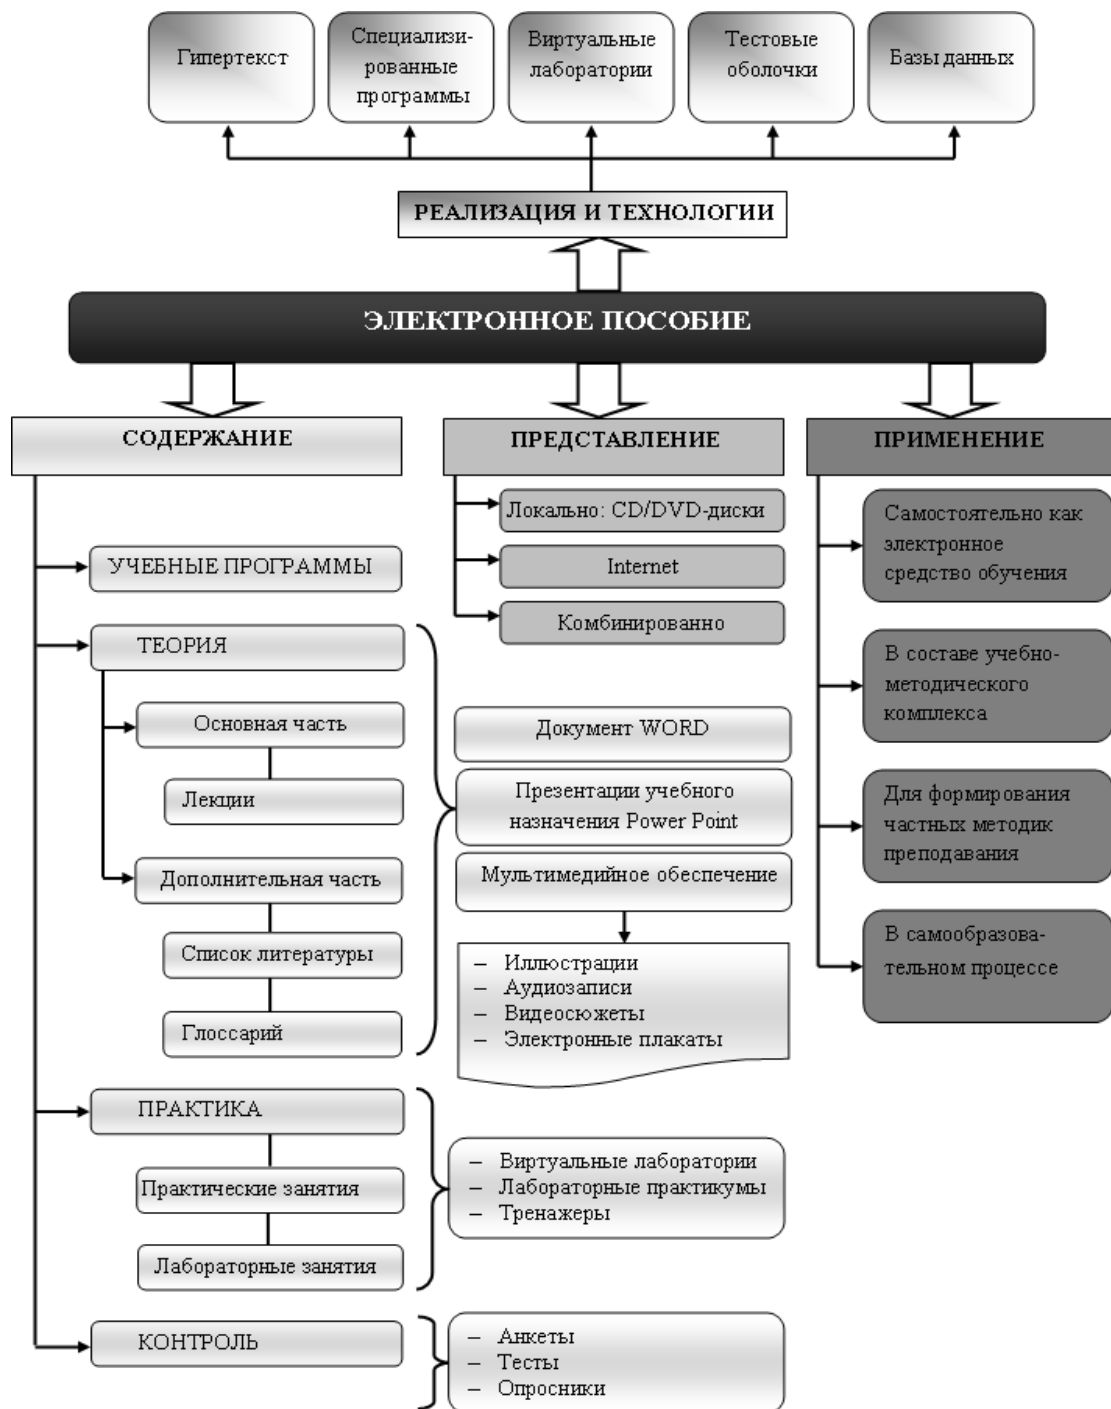 Гипертекст
Специализи-
рованные
программы
Виртуальные
лаборатории
Тестовые
оболочки
Базы данных
РЕАЛИЗАЦИЯ И ТЕХНОЛОГИИ
ЭЛЕКТРОННОЕ ПОСОБИЕ
СОДЕРЖАНИЕ
УЧЕБНЫЕ ПРОГРАММЫ
ТЕОРИЯ
Основная часть
Лекции
Дополнительная часть
Список литературы
Глоссарий
ПРАКТИКА
Практические занятия
Лабораторные занятия
КОНТРОЛЬ
ПРЕДСТАВЛЕНИЕ
Локально: CD/DVD-диски
Internet
Комбинированно
Документ WORD
Презентации учебного
назначения Power Point
Мультимедийное обеспечение
– Иллюстрации
– Аудиозаписи
– Видеосюжеты
– Электронные плакаты
– Виртуальные лаборатории
– Лабораторные практикумы
– Тренажеры
– Анкеты
– Тесты
– Опросники
ПРИМЕНЕНИЕ
Самостоятельно как
электронное
средство обучения
В составе учебно-
методического
комплекса
Для формирования
частных методик
преподавания
В самообразова-
тельном процессе